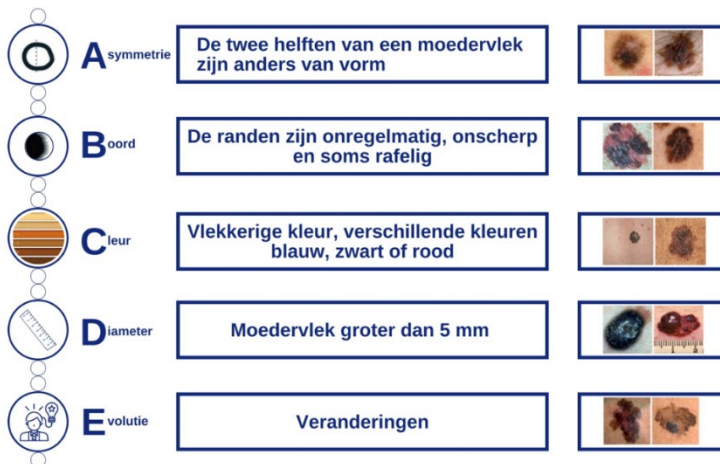 Asymmetrie
De twee helften van een moedervlek
zijn anders van vorm
Boord
De randen zijn onregelmatig, onscherp
en soms rafelig
Cleur
Vlekkerige kleur, verschillende kleuren
blauw, zwart of rood
Diameter
Moedervlek groter dan 5 mm
Evolutie
Veranderingen